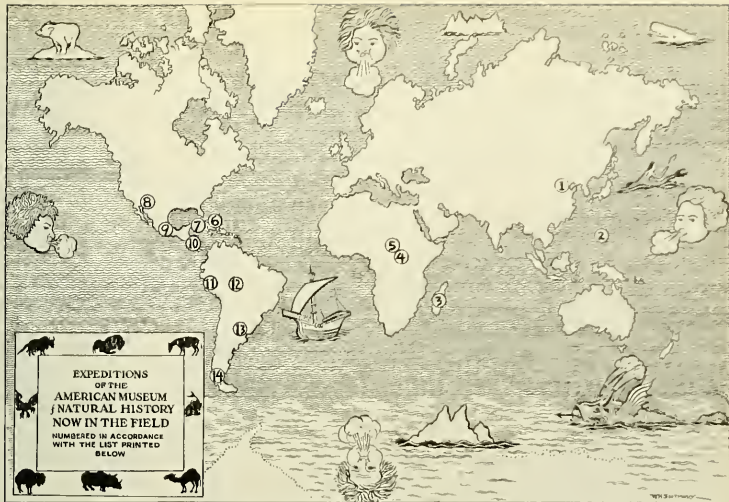 8
9
7
6
10
11
12
13
14
5
4
3
1
2
EXPEDITIONS
OF THE
AMERICAN MUSEUM
of NATURAL HISTORY
NOW IN THE FIELD
NUMBERED IN ACCORDANCE
WITH THE LIST PRINTED
BELOW